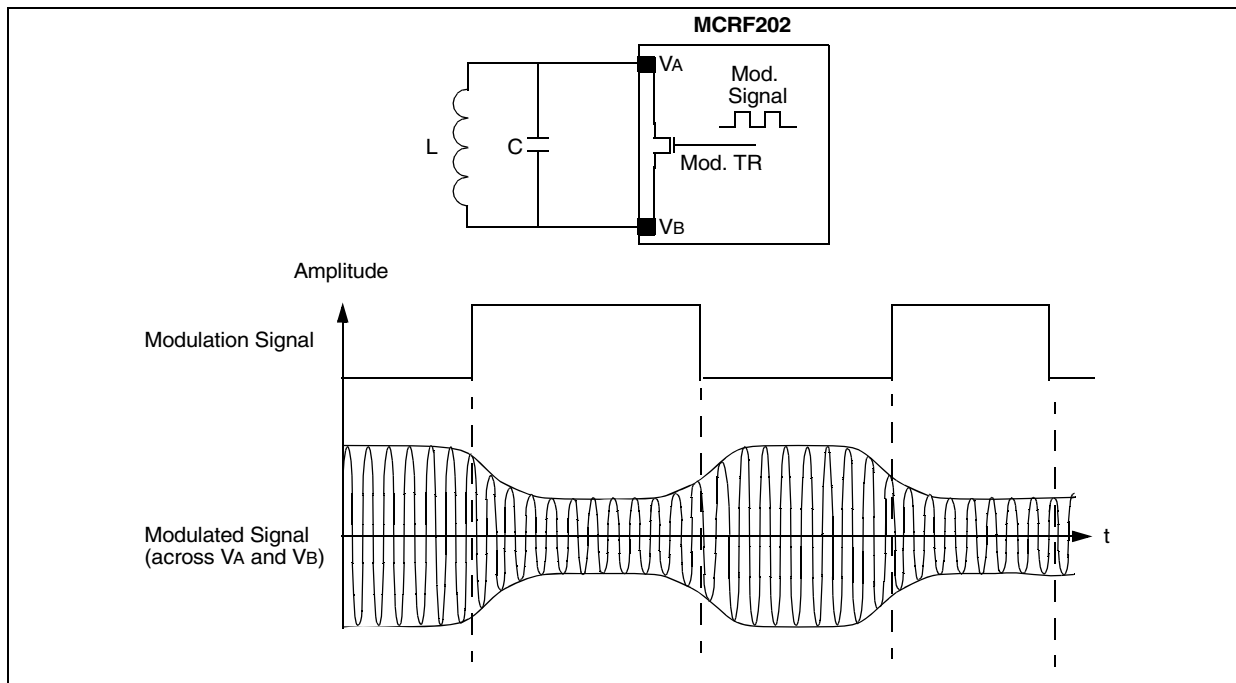 MCRF202
VA
Mod.
Signal
L
C
Mod. TR
VB
Amplitude
Modulation Signal
Modulated Signal
(across VA and VB)
t